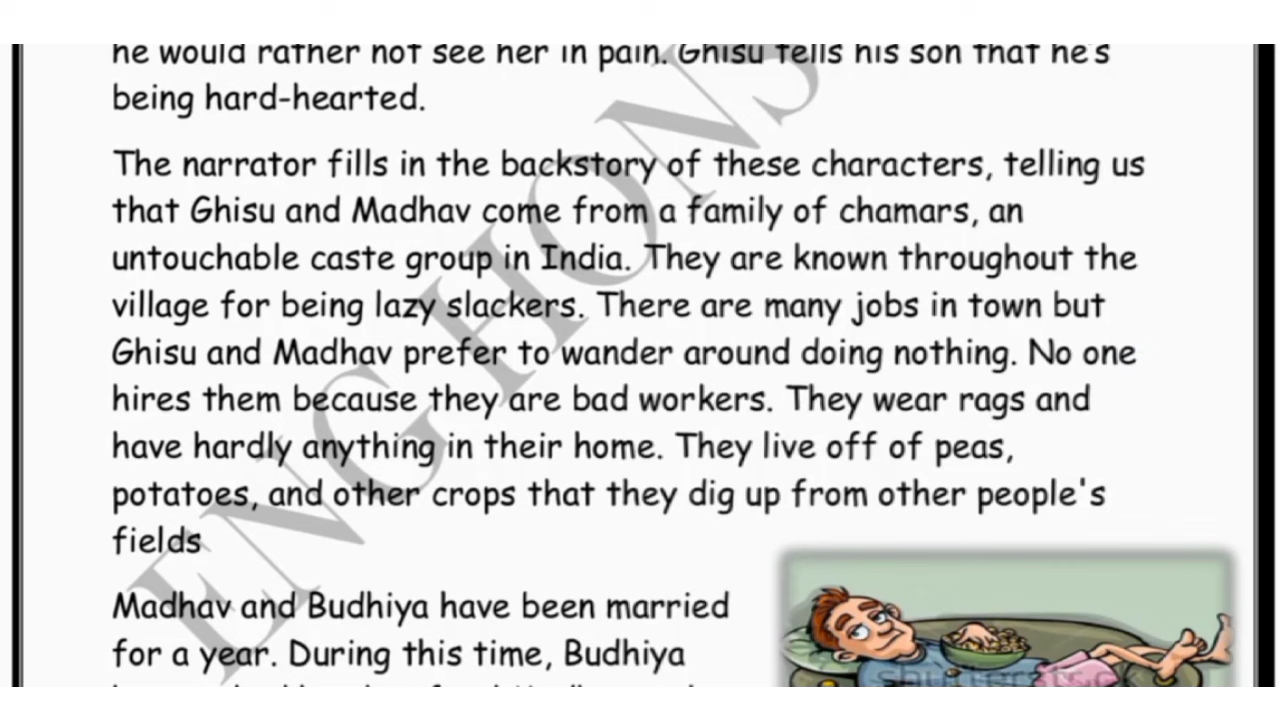 he would rather not see her in pain. Ghisu tells his son that he's
being hard-hearted.
The narrator fills in the backstory of these characters, telling us
that Ghisu and Madhav come from a family of chamars, an
untouchable caste group in India. They are known throughout the
village for being lazy slackers. There are many jobs in town but
Ghisu and Madhav prefer to wander around doing nothing. No one
hires them because they are bad workers. They wear rags and
have hardly anything in their home. They live off of peas,
potatoes, and other crops that they dig up from other people's
fields
Madhav and Budhiya have been married
for a year. During this time, Budhiya
ENG HONS
shutterstock